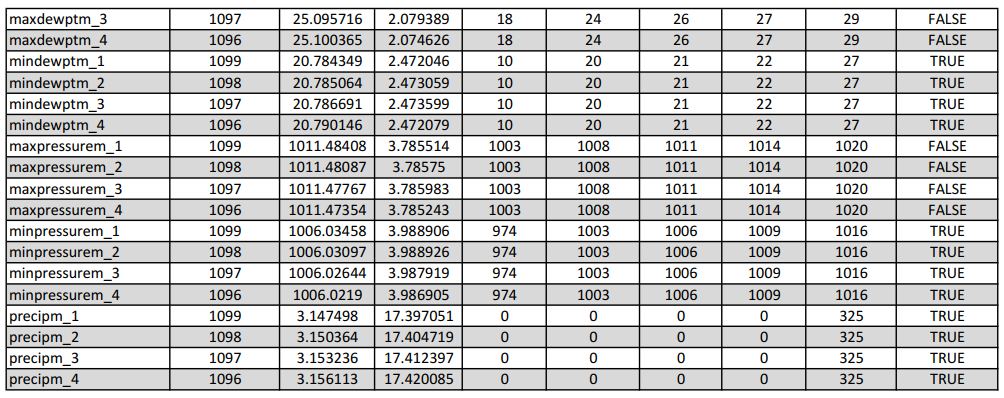 maxdewptm_3 1097 25.095716 2.079389 18 24 26 27 29 FALSE
maxdewptm_4 1096 25.100365 2.074626 18 24 26 27 29 FALSE
mindewptm_1 1099 20.784349 2.472046 10 20 21 22 27 TRUE
mindewptm_2 1098 20.785064 2.473059 10 20 21 22 27 TRUE
mindewptm_3 1097 20.786691 2.473599 10 20 21 22 27 TRUE
mindewptm_4 1096 20.790146 2.472079 10 20 21 22 27 TRUE
maxpressurem_1 1099 1011.48408 3.785514 1003 1008 1011 1014 1020 FALSE
maxpressurem_2 1098 1011.48087 3.78575 1003 1008 1011 1014 1020 FALSE
maxpressurem_3 1097 1011.47767 3.785983 1003 1008 1011 1014 1020 FALSE
maxpressurem_4 1096 1011.47354 3.785243 1003 1008 1011 1014 1020 FALSE
minpressurem_1 1099 1006.03458 3.988906 974 1003 1006 1009 1016 TRUE
minpressurem_2 1098 1006.03097 3.988926 974 1003 1006 1009 1016 TRUE
minpressurem_3 1097 1006.02644 3.987919 974 1003 1006 1009 1016 TRUE
minpressurem_4 1096 1006.0219 3.986905 974 1003 1006 1009 1016 TRUE
precipm_1 1099 3.147498 17.397051 0 0 0 0 325 TRUE
precipm_2 1098 3.150364 17.404719 0 0 0 0 325 TRUE
precipm_3 1097 3.153236 17.412397 0 0 0 0 325 TRUE
precipm_4 1096 3.156113 17.420085 0 0 0 0 325 TRUE